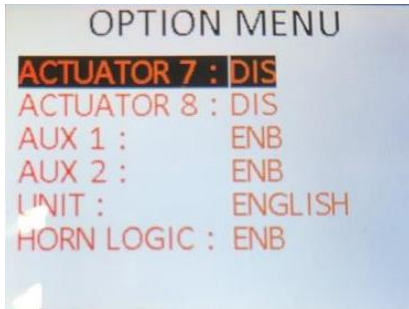 OPTION MENU
ACTUATOR 7 : DIS
ACTUATOR 8 : DIS
AUX 1 : ENB
AUX 2 : ENB
UNIT : ENGLISH
HORN LOGIC : ENB